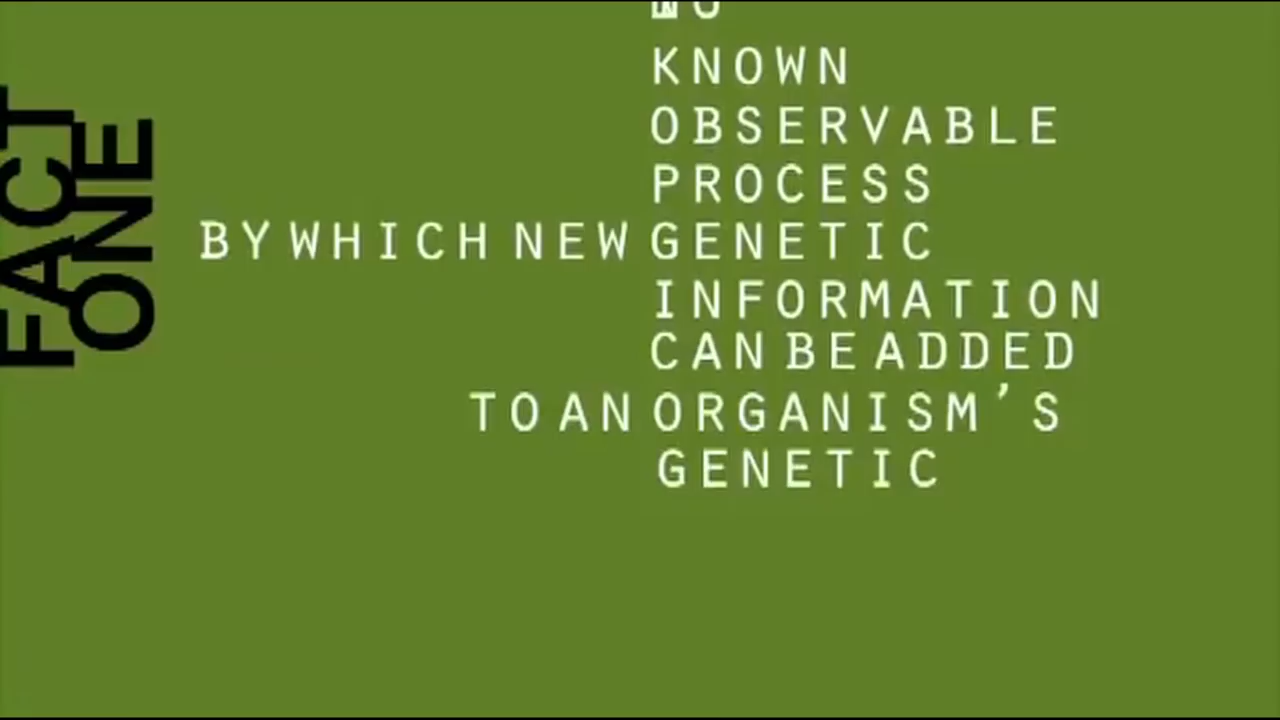 FACT
ONE
KNOWN
OBSERVABLE
PROCESS
BY WHICH NEW GENETIC
INFORMATION
CAN BE ADDED
TO AN ORGANISM'S
GENETIC